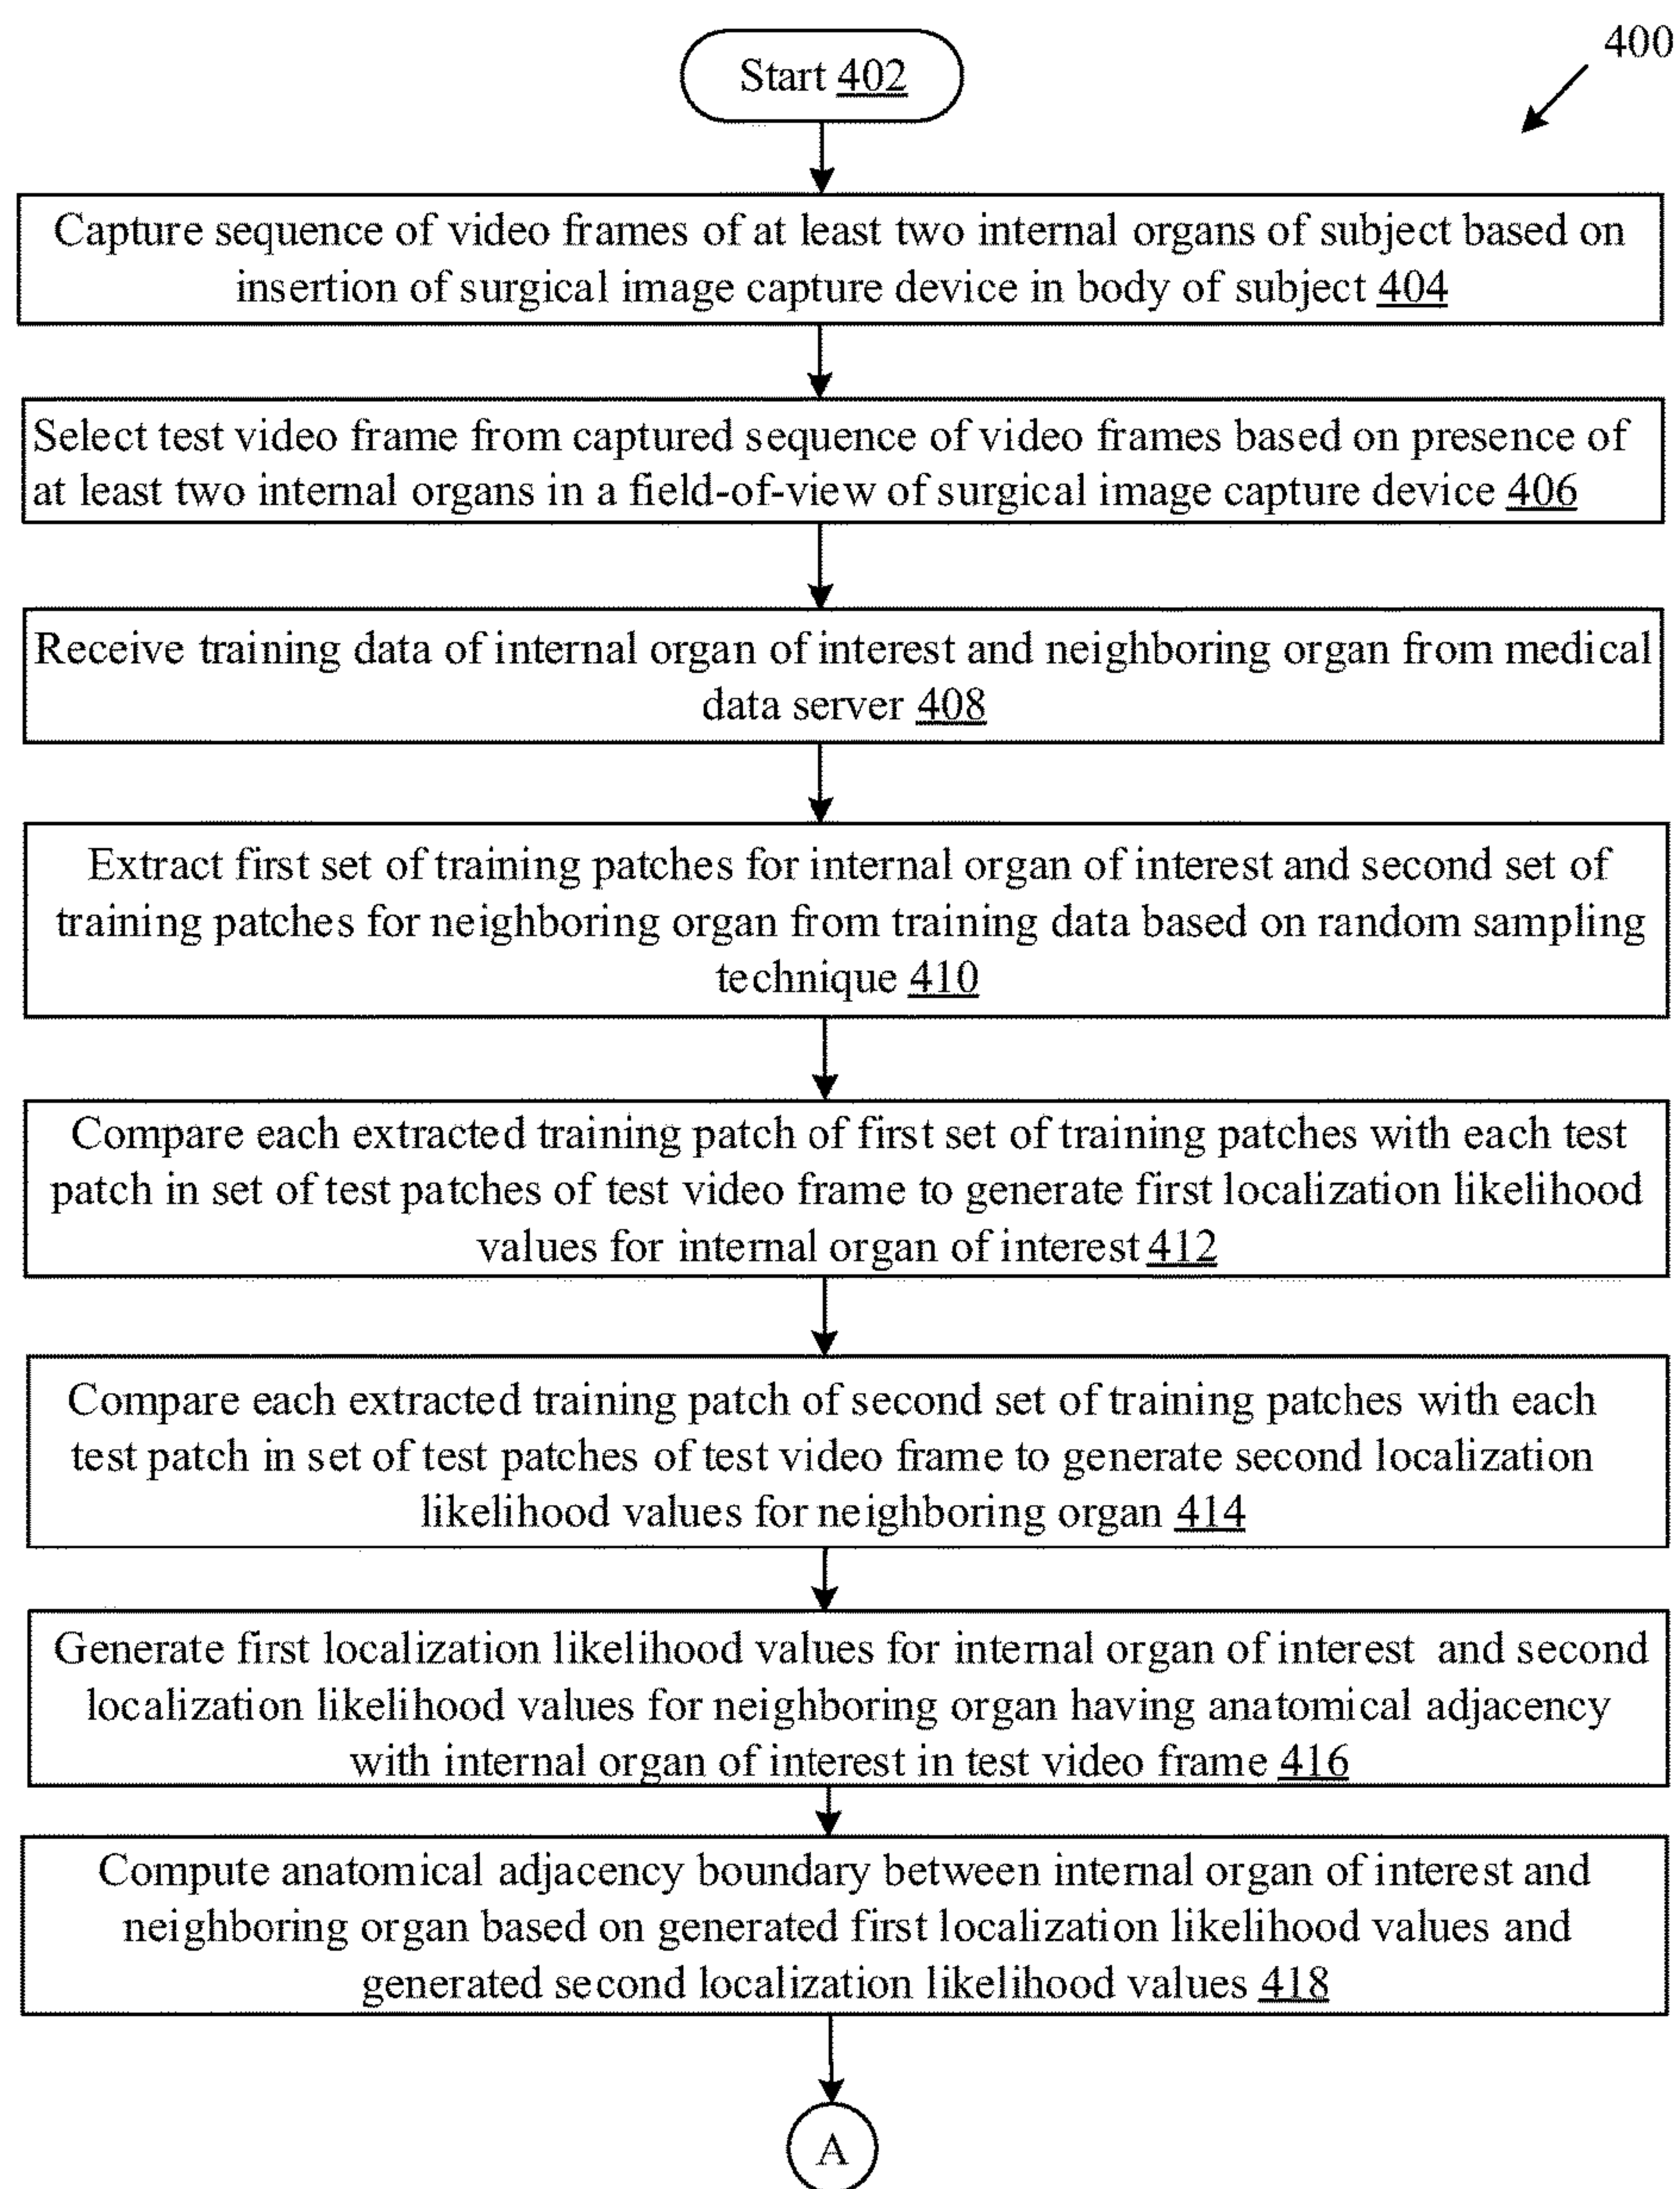 400
Start 402
Capture sequence of video frames of at least two internal organs of subject based on
insertion of surgical image capture device in body of subject 404
Select test video frame from captured sequence of video frames based on presence of
at least two internal organs in a field-of-view of surgical image capture device 406
Receive training data of internal organ of interest and neighboring organ from medical
data server 408
Extract first set of training patches for internal organ of interest and second set of
training patches for neighboring organ from training data based on random sampling
technique 410
Compare each extracted training patch of first set of training patches with each test
patch in set of test patches of test video frame to generate first localization likelihood
values for internal organ of interest 412
Compare each extracted training patch of second set of training patches with each
test patch in set of test patches of test video frame to generate second localization
likelihood values for neighboring organ 414
Generate first localization likelihood values for internal organ of interest and second
localization likelihood values for neighboring organ having anatomical adjacency
with internal organ of interest in test video frame 416
Compute anatomical adjacency boundary between internal organ of interest and
neighboring organ based on generated first localization likelihood values and
generated second localization likelihood values 418
A